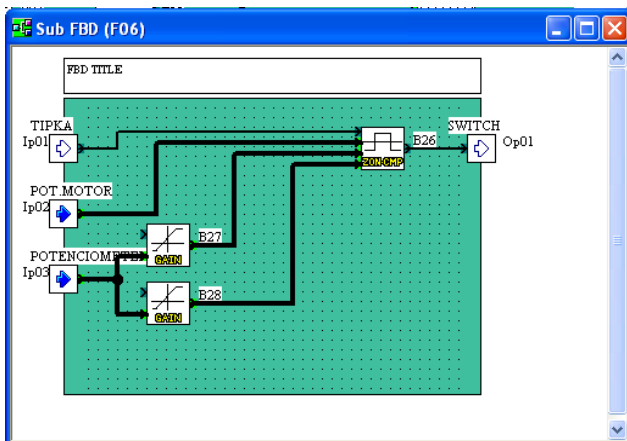 Sub FBD (F06)
FBD TITLE
TIPKA
Ip01
SWITCH
Op01
B26
ZON-CMP
POT.MOTOR
Ip02
B27
GAIN
POTENCIOMETE
Ip03
B28
GAIN